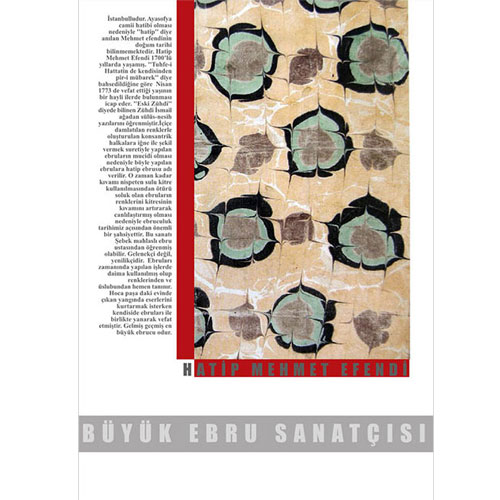 İstanbulludur. Ayasofya
camii hatibi olması
nedeniyle "hatip" diye
anılan Mehmet efendinin
doğum tarihi
bilinmemektedir. Hatip
Mehmet Efendi 1700'lü
yıllarda yaşamış. "Tuhfe-i
Hattatin de kendisinden
pir-i mübarek" diye
bahsedildiğine göre Nisan
1773 de vefat ettiği yaşının
bir hayli ilerde bulunması
icap eder. "Eski Zühdi"
diyede bilinen Zühdi İsmail
ağadan sülüs-nesih
yazılarını öğrenmiştir.İçiçe
damlatılan renklerle
oluşturulan konsantrik
halkalara iğne ile şekil
vermek suretiyle yapılan
ebruların mucidi olması
nedeniyle böyle yapılan
ebrulara hatip ebrusu adı
verilir. O zaman kadar
kıvamı nispeten sulu kitre
kullanılmasından ötürü
soluk olan ebruların
renklerini kitresinin
kıvamını artırarak
canlılaştırmış olması
nedeniyle ebruculuk
tarihimiz açısından önemli
bir şahsiyettir. Bu sanatı
Şebek mahlaslı ebru
ustasından öğrenmiş
olabilir. Gelenekçi değil,
yenilikçidir. Ebruları
zamanında yapılan işlerde
daima kullanılmış olup
renklerinden ve
üslubundan hemen tanınır.
Hoca paşa daki evinde
çıkan yangında eserlerini
kurtarmak isterken
kendiside ebruları ile
birlikte yanarak vefat
etmiştir. Gelmiş geçmiş en
büyük ebrucu odur.
HATİP MEHMET EFENDİ
BÜYÜK EBRU SANATÇISI